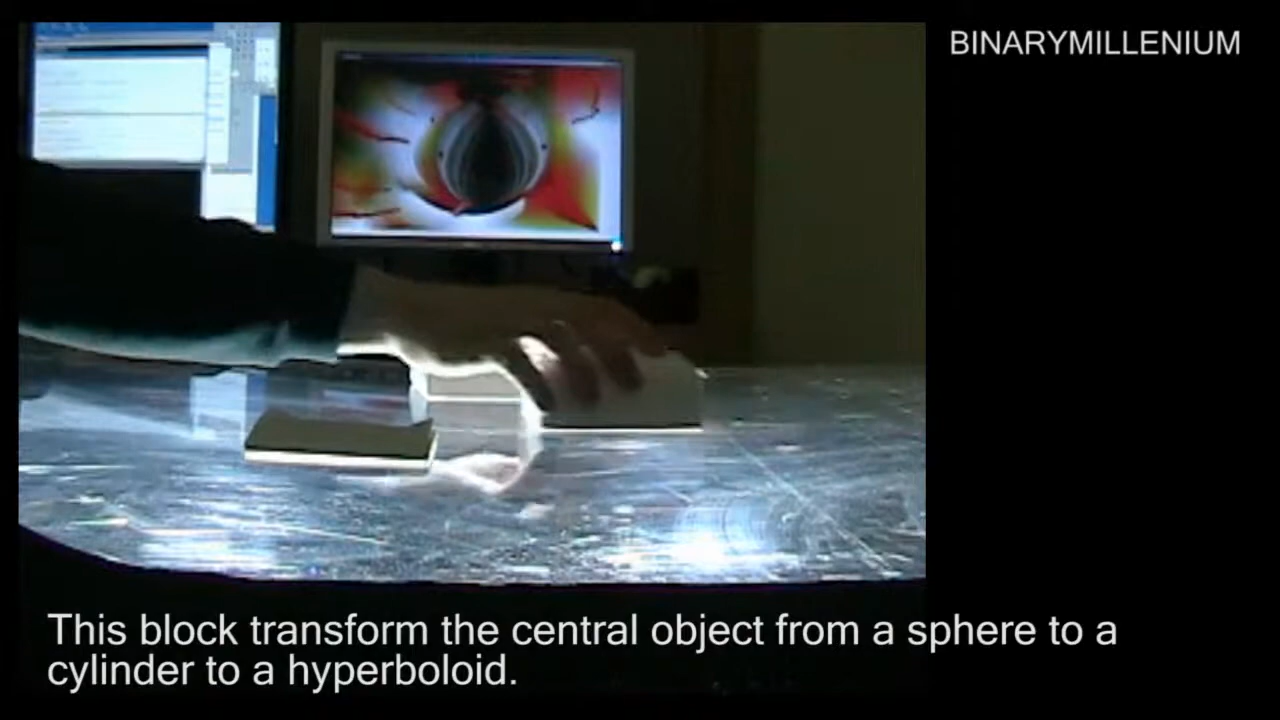 BINARYMILLENIUM
This block transform the central object from a sphere to a
cylinder to a hyperboloid.